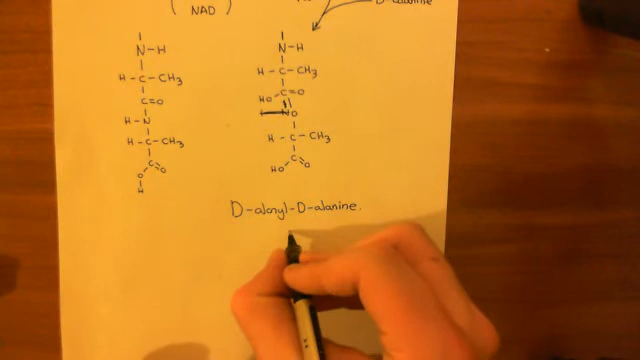 NAD
D-alanine
N-H
H-C-CH3
C=O
H-N
H-C-CH3
C=O
O
H
N-H
H-C-CH3
HO C=O
O
H-C-CH3
C
HO O
D-alanyl-D-alanine.